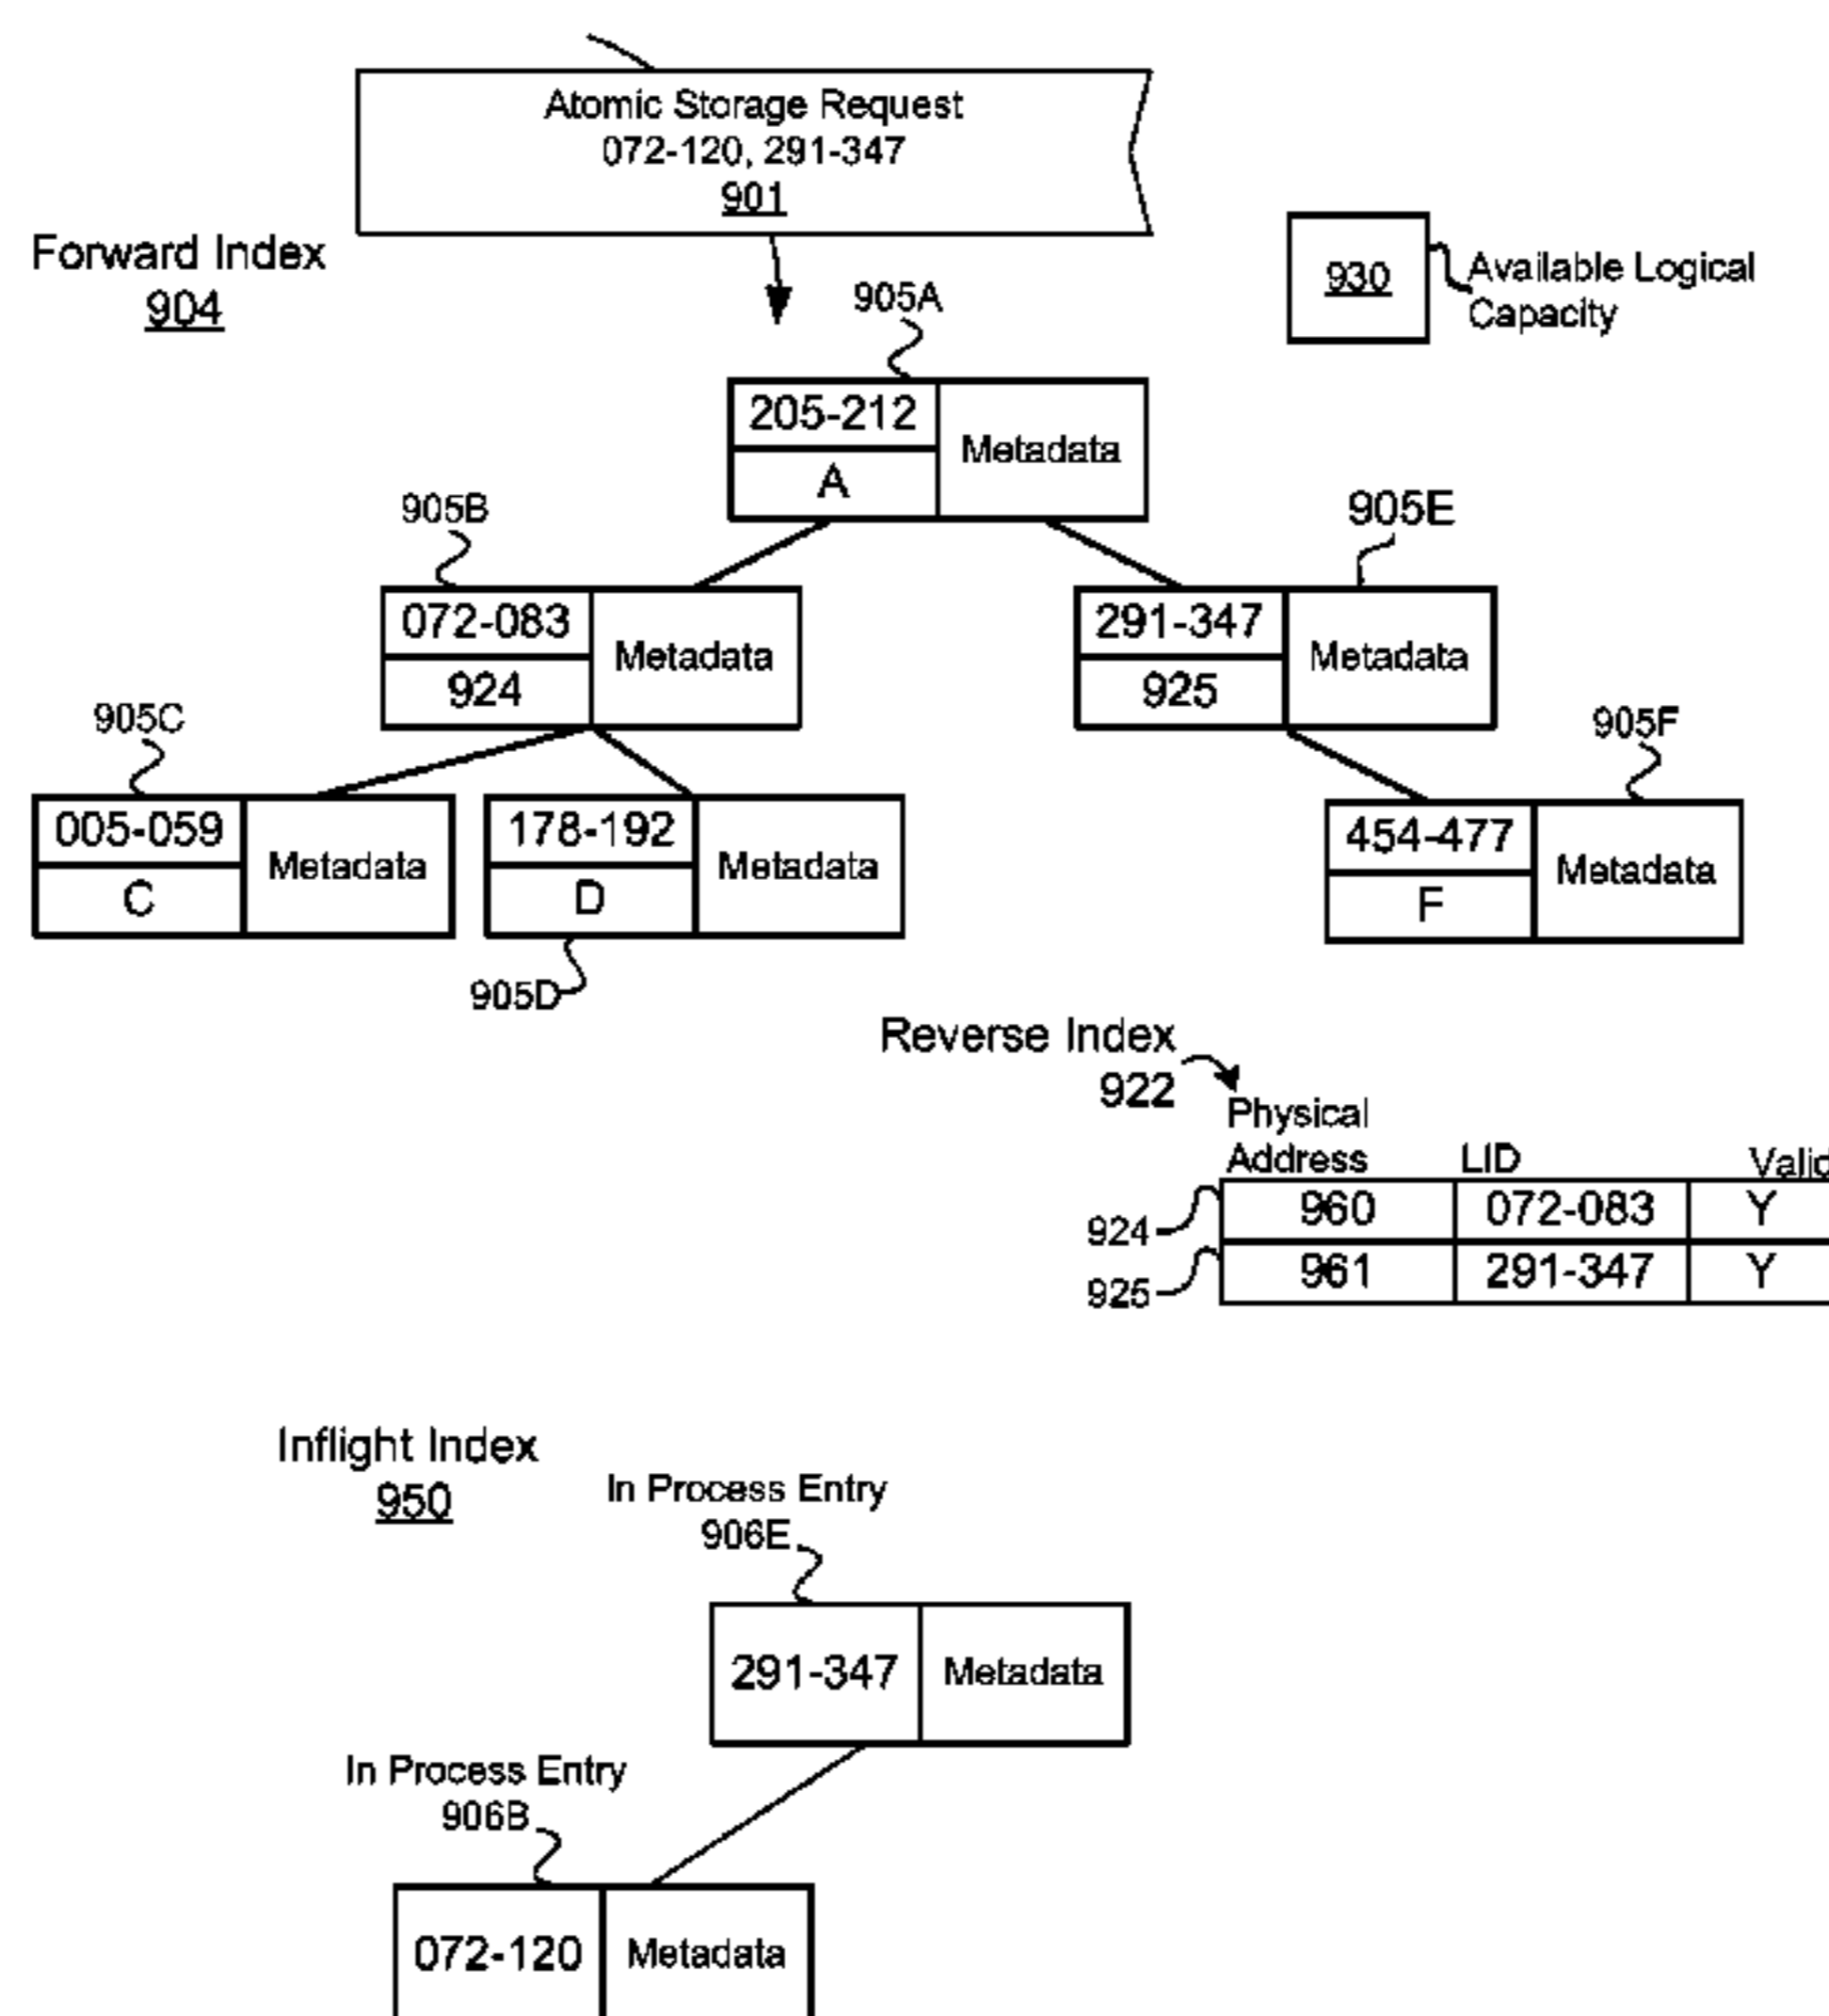 Atomic Storage Request
072-120, 291-347
901
Forward Index
904
930
Available Logical
Capacity
905A
205-212
Metadata
A
905B
072-083
Metadata
924
905E
291-347
Metadata
925
905C
005-059
Metadata
C
178-192
Metadata
D
905D
905F
454-477
Metadata
F
Reverse Index
922
Physical
Address
LID
Valid
924
960
072-083
Y
925
961
291-347
Y
Inflight Index
950
In Process Entry
906E
291-347
Metadata
In Process Entry
906B
072-120
Metadata